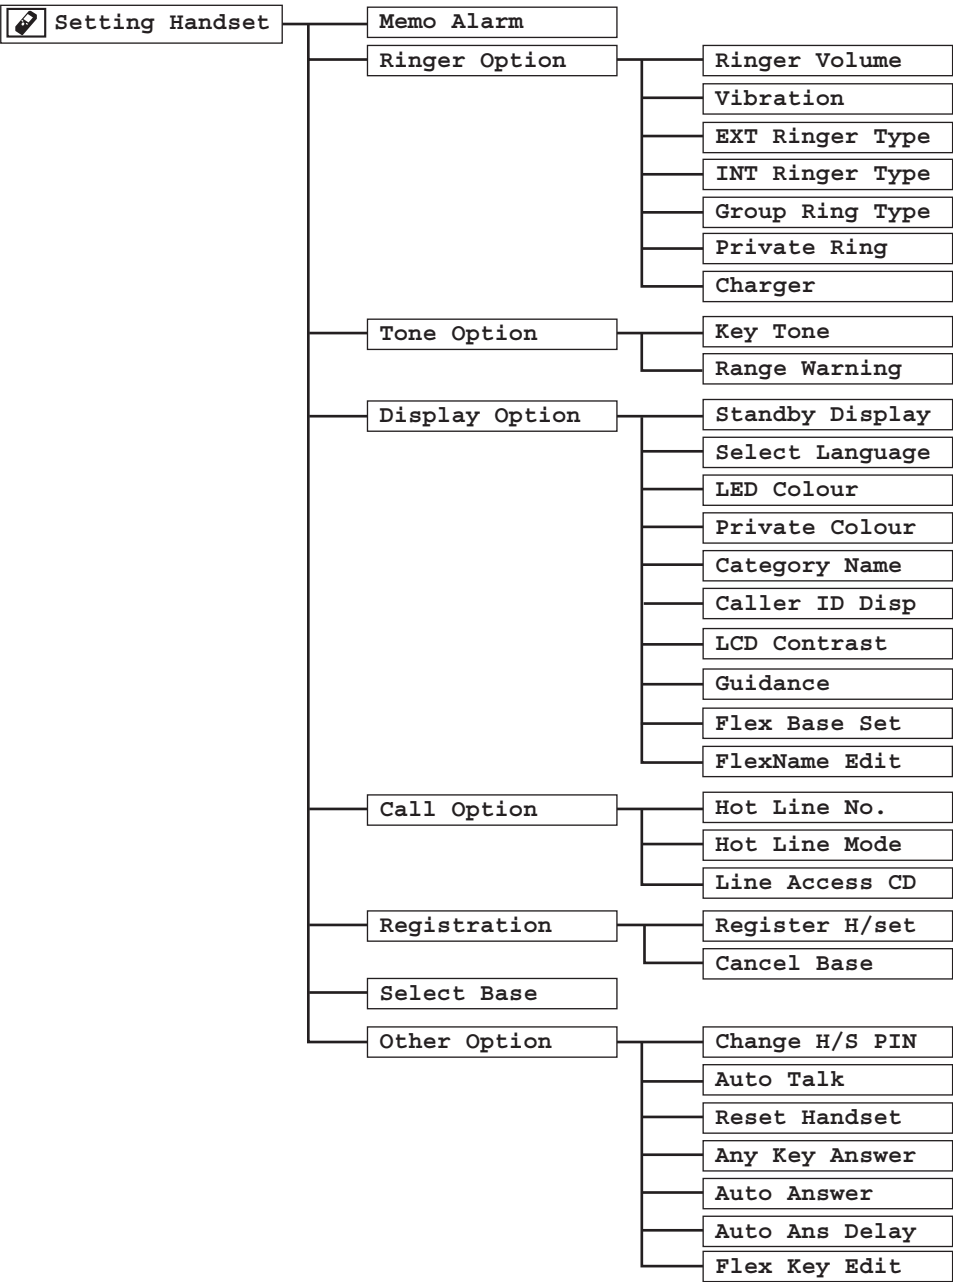 Setting Handset
Memo Alarm
Ringer Option
Ringer Volume
Vibration
EXT Ringer Type
INT Ringer Type
Group Ring Type
Private Ring
Charger
Tone Option
Key Tone
Range Warning
Display Option
Standby Display
Select Language
LED Colour
Private Colour
Category Name
Caller ID Disp
LCD Contrast
Guidance
Flex Base Set
FlexName Edit
Call Option
Hot Line No.
Hot Line Mode
Line Access CD
Registration
Register H/set
Cancel Base
Select Base
Other Option
Change H/S PIN
Auto Talk
Reset Handset
Any Key Answer
Auto Answer
Auto Ans Delay
Flex Key Edit